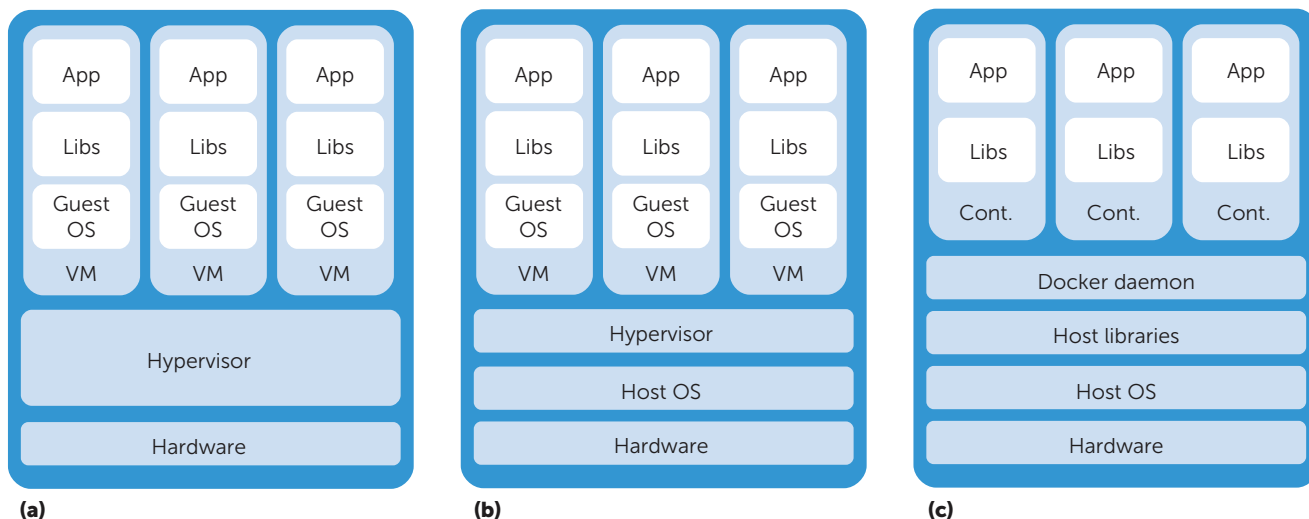 App App App
Libs Libs Libs
Guest OS Guest OS Guest OS
VM VM VM
Hypervisor
Hardware
(a)
App App App
Libs Libs Libs
Guest OS Guest OS Guest OS
VM VM VM
Hypervisor
Host OS
Hardware
(b)
App App App
Libs Libs Libs
Cont. Cont. Cont.
Docker daemon
Host libraries
Host OS
Hardware
(c)